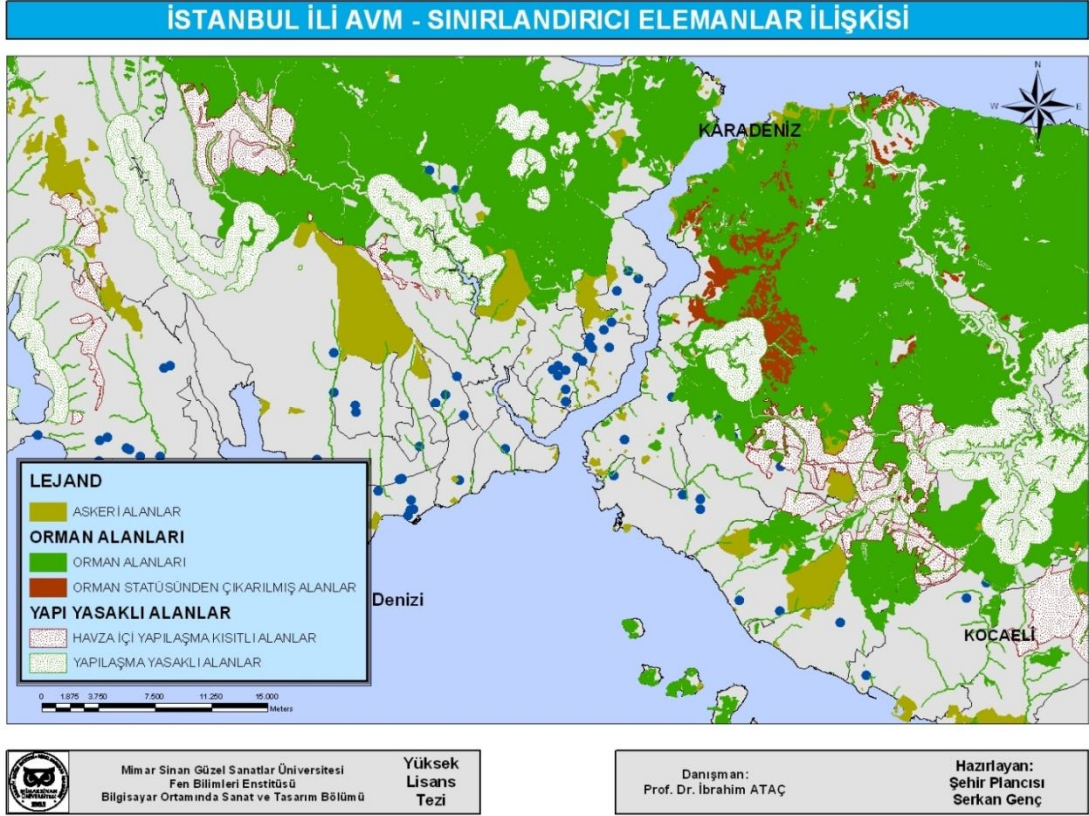 İSTANBUL İLİ AVM - SINIRLANDIRICI ELEMANLAR İLİŞKİSİ
N
W
E
S
KARADENİZ
LEJAND
ASKERİ ALANLAR
ORMAN ALANLARI
ORMAN ALANLARI
ORMAN STATÜSÜNDEN ÇIKARILMIŞ ALANLAR
YAPI YASAKLI ALANLAR
HAVZA İÇİ YAPILAŞMA KISITLI ALANLAR
YAPILAŞMA YASAKLI ALANLAR
Denizi
KOCAELİ
0 1.875 3.750 7.500 11.250 15.000
Meters
Mimar Sinan Güzel Sanatlar Üniversitesi
Fen Bilimleri Enstitüsü
Bilgisayar Ortamında Sanat ve Tasarım Bölümü
Yüksek
Lisans
Tezi
Danışman:
Prof. Dr. İbrahim ATAÇ
Hazırlayan:
Şehir Plancısı
Serkan Genç